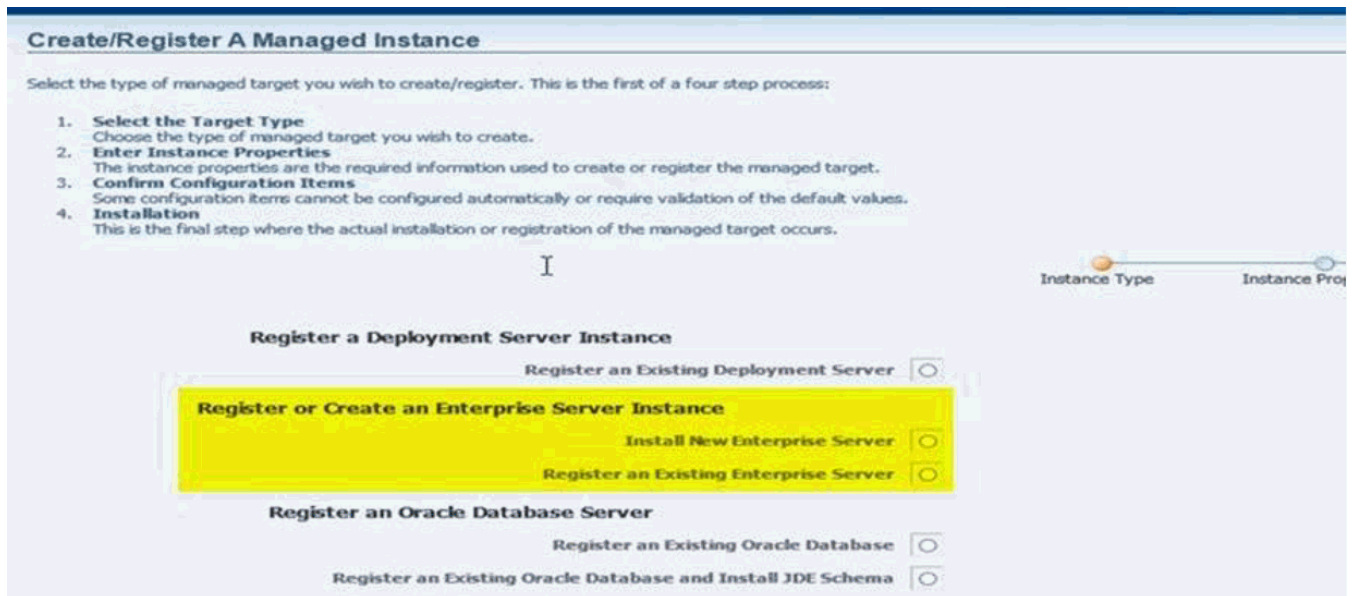 Create/Register A Managed Instance
Select the type of managed target you wish to create/register. This is the first of a four step process:
1. Select the Target Type
Choose the type of managed target you wish to create.
2. Enter Instance Properties
The instance properties are the required information used to create or register the managed target.
3. Confirm Configuration Items
Some configuration items cannot be configured automatically or require validation of the default values.
4. Installation
This is the final step where the actual installation or registration of the managed target occurs.
Instance Type Instance Prop
Register a Deployment Server Instance
Register an Existing Deployment Server
Register or Create an Enterprise Server Instance
Install New Enterprise Server
Register an Existing Enterprise Server
Register an Oracle Database Server
Register an Existing Oracle Database
Register an Existing Oracle Database and Install JDE Schema